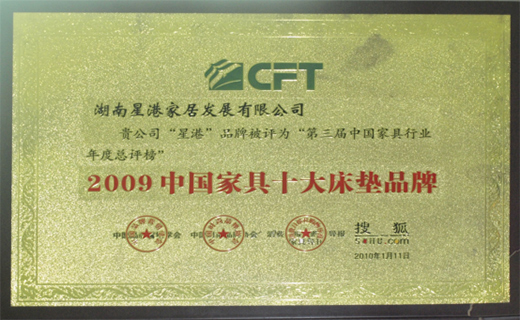 CFT
湖南星港家居发展有限公司
贵公司“星港”品牌被评为“第三届中国家具行业
年度总评榜”
2009中国家具十大床垫品牌
搜狐
SOHU.com
2010年1月11日